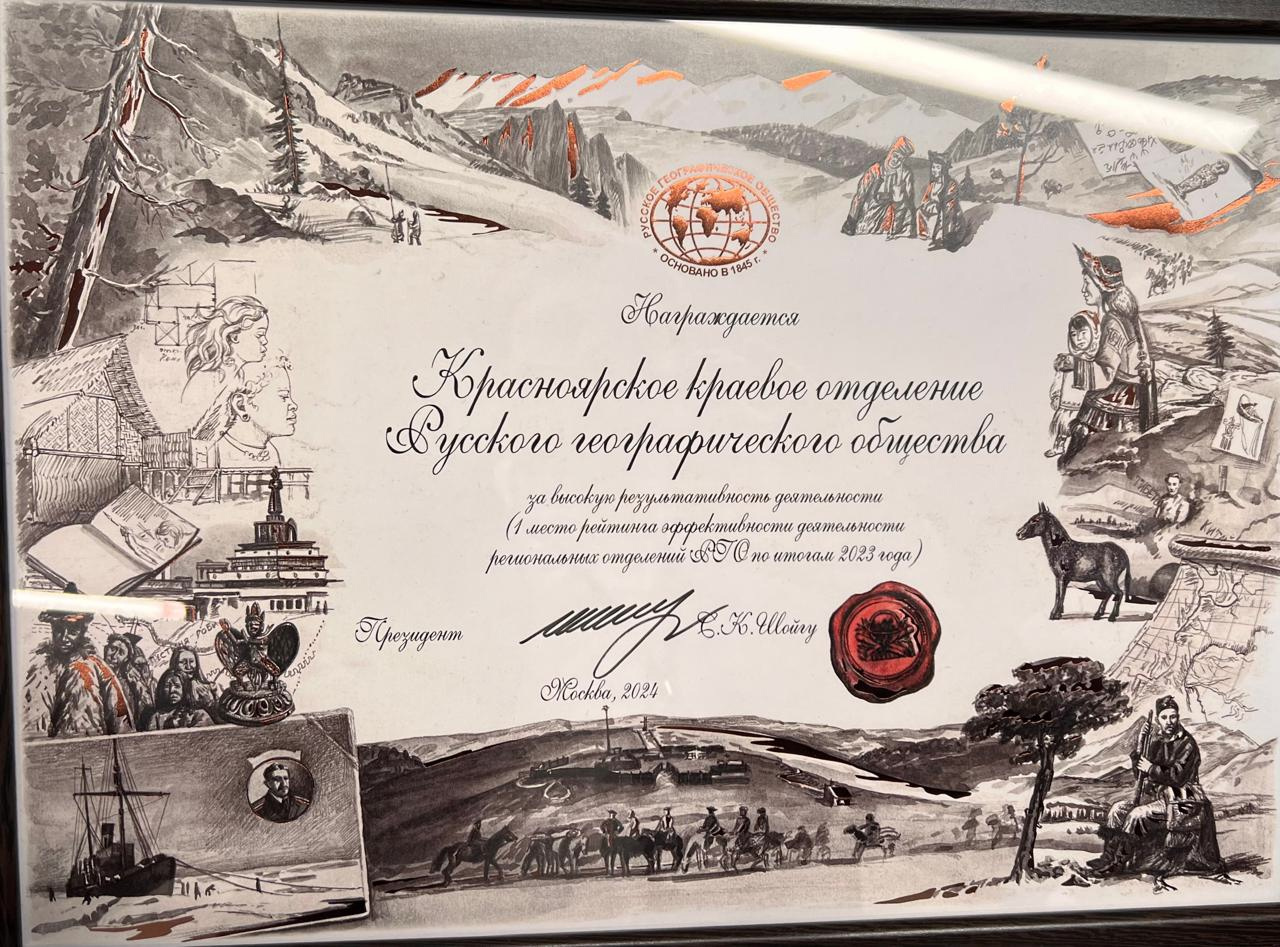 РУССКОЕ ГЕОГРАФИЧЕСКОЕ ОБЩЕСТВО
* ОСНОВАНО В 1845 г. *
Награждается
Красноярское краевое отделение
Русского географического общества
за высокую результативность деятельности
(1 место рейтинга эффективности деятельности
региональных отделений РГО по итогам 2023 года)
Президент С.К.Шойгу
Москва, 2024